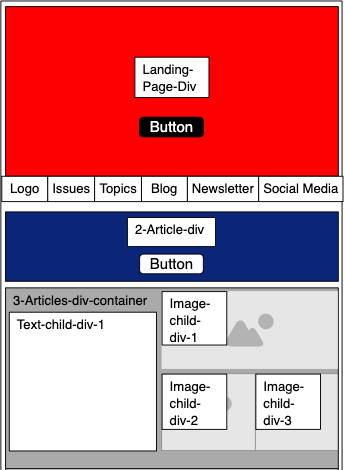 Landing-
Page-Div
Button
Logo Issues Topics Blog Newsletter Social Media
2-Article-div
Button
3-Articles-div-container
Text-child-div-1
Image-
child-
div-1
Image-
child-
div-2
Image-
child-
div-3